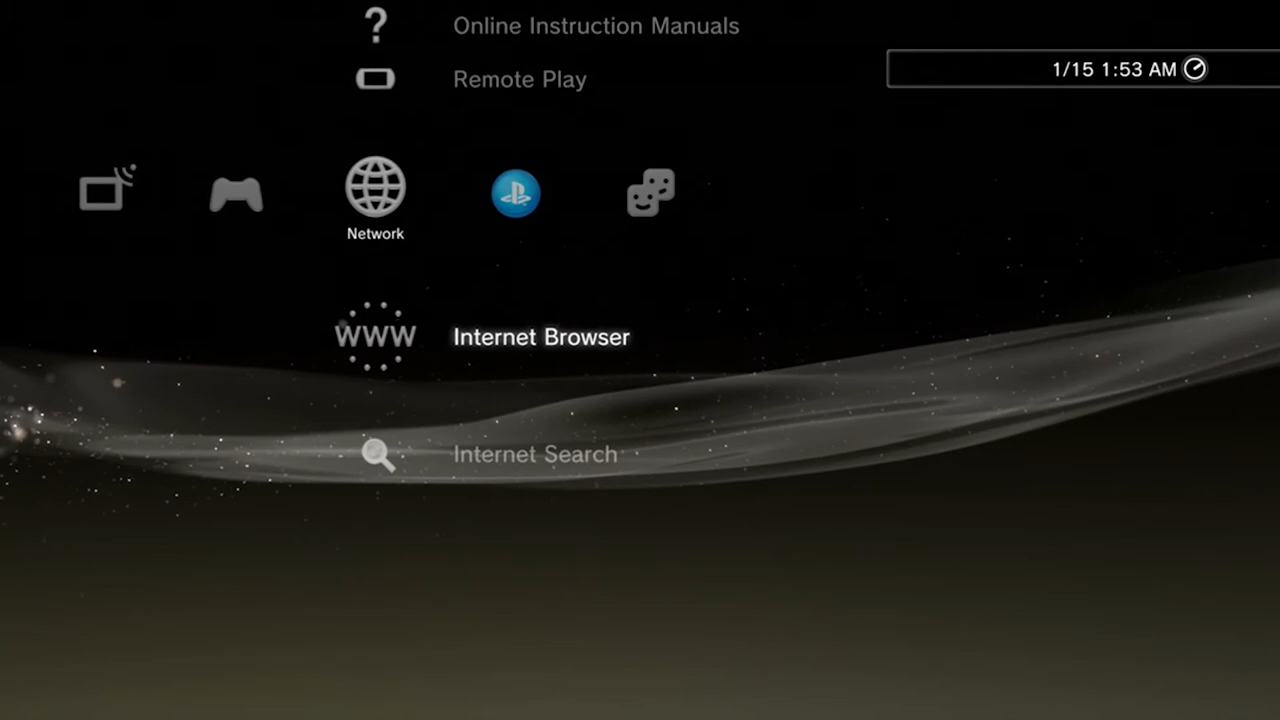 ? Online Instruction Manuals
Remote Play
1/15 1:53 AM
Network
WWW Internet Browser
Internet Search